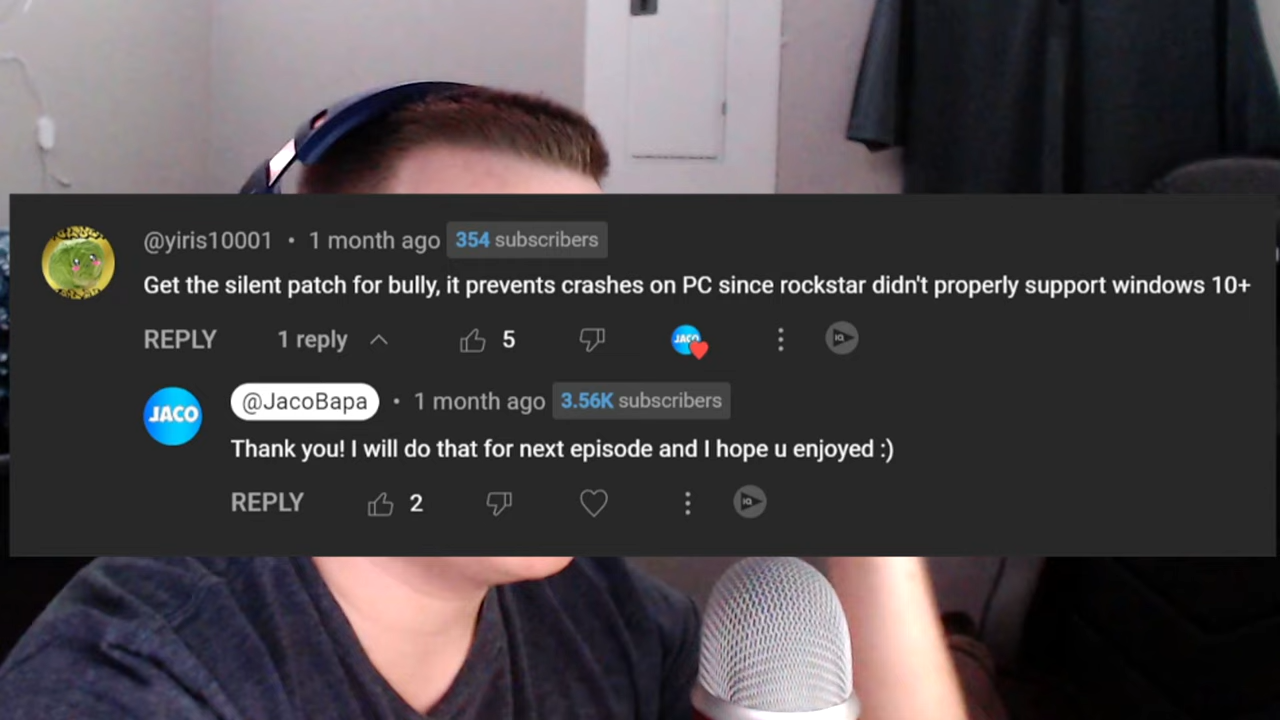 @yiris10001 • 1 month ago 354 subscribers
Get the silent patch for bully, it prevents crashes on PC since rockstar didn't properly support windows 10+
REPLY 1 reply 5 JACO IQ
JACO @JacoBapa • 1 month ago 3.56K subscribers
Thank you! I will do that for next episode and I hope u enjoyed :)
REPLY 2 IQ